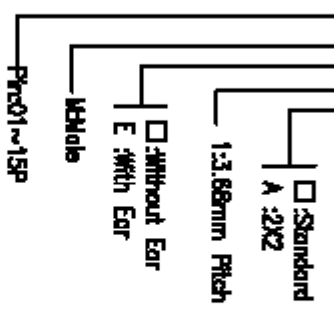 Pin:01~15P
M:Male
□:Without Ear
E :With Ear
1:3.68mm Pitch
□:Standard
A :2X2